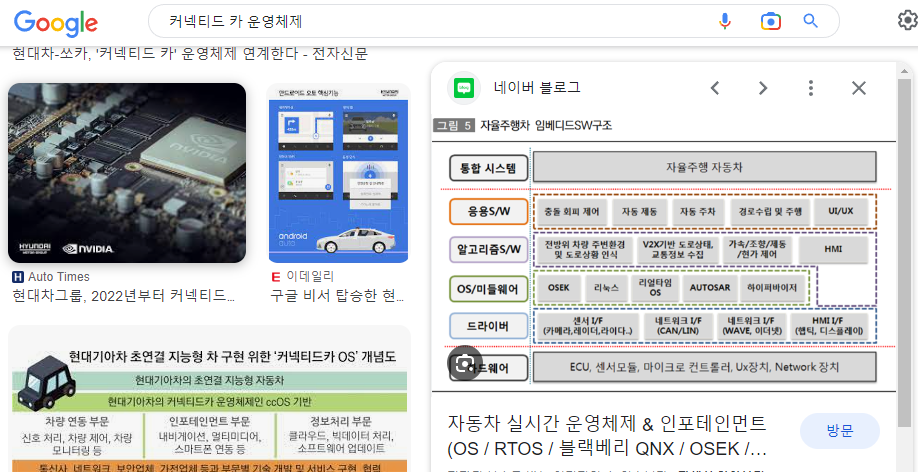 Google
커넥티드 카 운영체제
현대차-쏘카, '커넥티드 카' 운영체제 연계한다 - 전자신문
NVIDIA
HYUNDAI
NVIDIA
Auto Times
현대차그룹, 2022년부터 커넥티드...
안드로이드 오토 핵심기능
HYUNDAI
android
auto
이데일리
구글 비서 탑승한 현...
현대기아차 초연결 지능형 차 구현 위한 '커넥티드카 OS' 개념도
현대기아차의 초연결 지능형 자동차
현대기아차의 커넥티드카 운영체제인 ccOS 기반
차량 연동 부문
신호 처리, 차량 제어, 차량
모니터링 등
인포테인먼트 부문
내비게이션, 멀티미디어,
스마트폰 연동 등
정보처리 부문
클라우드, 빅데이터 처리,
소프트웨어 업데이트
통신사, 네트워크, 보안업체, 가전업체 등과 부문별 기술 개발 및 서비스 구현 협력
네이버 블로그
그림 5 자율주행차 임베디드SW구조
통합 시스템
자율주행 자동차
응용S/W
충돌 회피 제어
자동 제동
자동 주차
경로수립 및 주행
UI/UX
알고리즘S/W
전방위 차량 주변환경
및 도로상황 인식
V2X기반 도로상태,
교통정보 수집
가속/조향/제동
/현가 제어
HMI
OS/미들웨어
OSEK
리눅스
리얼타임
OS
AUTOSAR
하이퍼바이저
드라이버
센서 I/F
(카메라,레이더,라이다..)
네트워크 I/F
(CAN/LIN)
네트워크 I/F
(WAVE, 이더넷)
HMI I/F
(햅틱, 디스플레이)
드웨어
ECU, 센서모듈, 마이크로 컨트롤러, Ux장치, Network 장치
자동차 실시간 운영체제 & 인포테인먼트
(OS / RTOS / 블랙베리 QNX / OSEK /...
방문